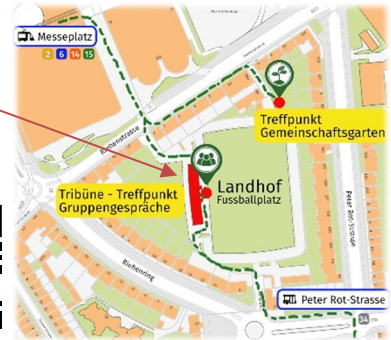 Messeplatz
2 6 14 15
Treffpunkt
Gemeinschaftsgarten
Riehenstrasse
Tribüne - Treffpunkt
Gruppengespräche
Landhof
Fussballplatz
Peter Rot-Strasse
Riehenring
Peter Rot-Strasse
34